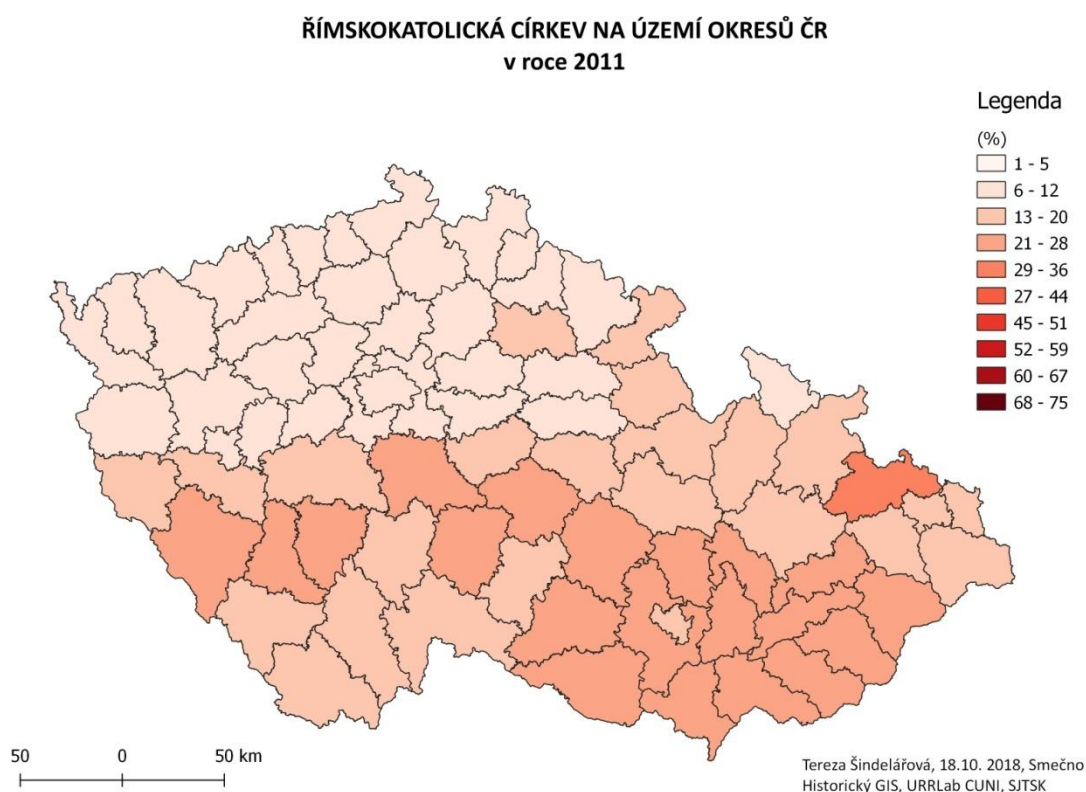 ŘÍMSKOKATOLICKÁ CÍRKEV NA ÚZEMÍ OKRESŮ ČR
v roce 2011
Legenda
(%)
1 - 5
6 - 12
13 - 20
21 - 28
29 - 36
27 - 44
45 - 51
52 - 59
60 - 67
68 - 75
50 0 50 km
Tereza Šindelářová, 18.10. 2018, Smečno
Historický GIS, URRLab CUNI, SJTSK